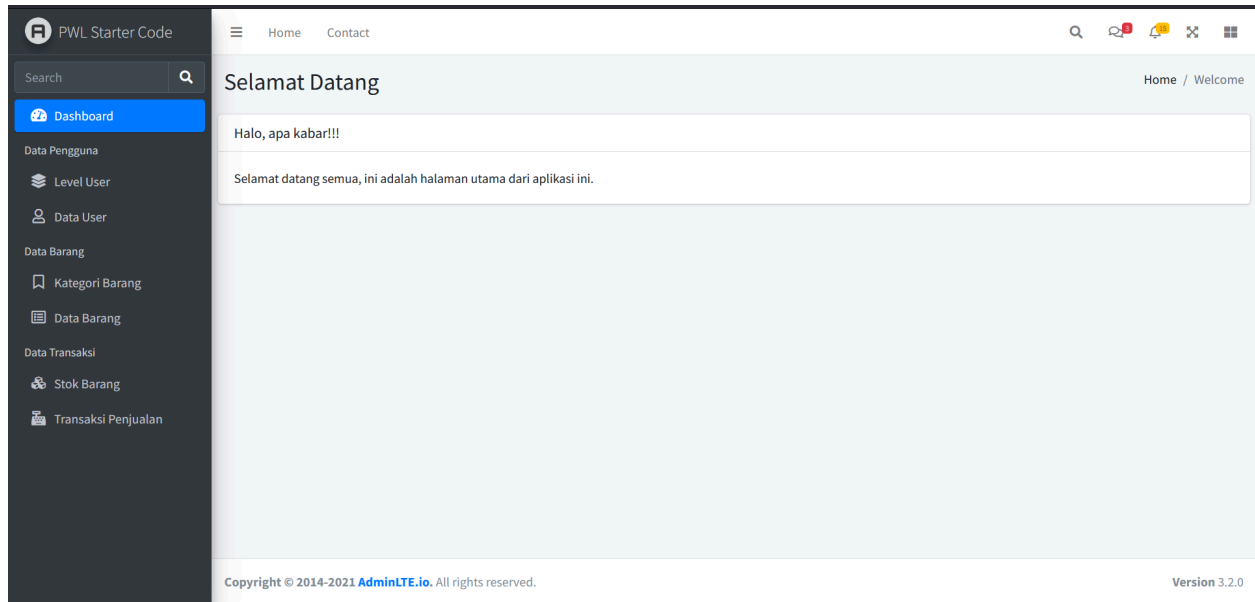 PWL Starter Code
Home Contact
3
15
Search
Selamat Datang
Home / Welcome
Dashboard
Halo, apa kabar!!!
Data Pengguna
Selamat datang semua, ini adalah halaman utama dari aplikasi ini.
Level User
Data User
Data Barang
Kategori Barang
Data Barang
Data Transaksi
Stok Barang
Transaksi Penjualan
Copyright © 2014-2021 AdminLTE.io. All rights reserved.
Version 3.2.0